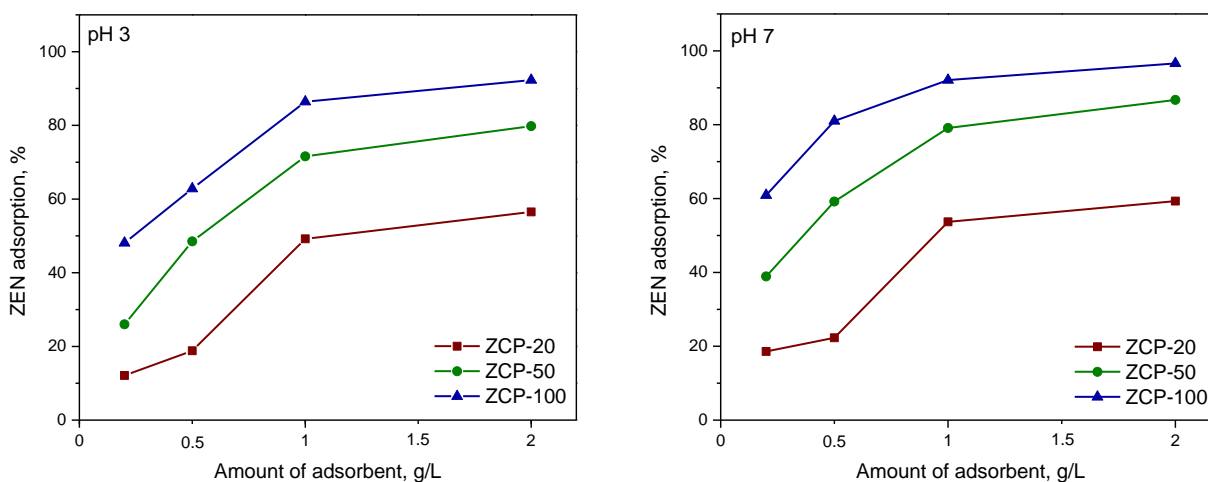 pH 3
100
80
60
40
20
0
ZEN adsorption, %
0 0.5 1 1.5 2
Amount of adsorbent, g/L
ZCP-20
ZCP-50
ZCP-100
pH 7
100
80
60
40
20
0
ZEN adsorption, %
0 0.5 1 1.5 2
Amount of adsorbent, g/L
ZCP-20
ZCP-50
ZCP-100